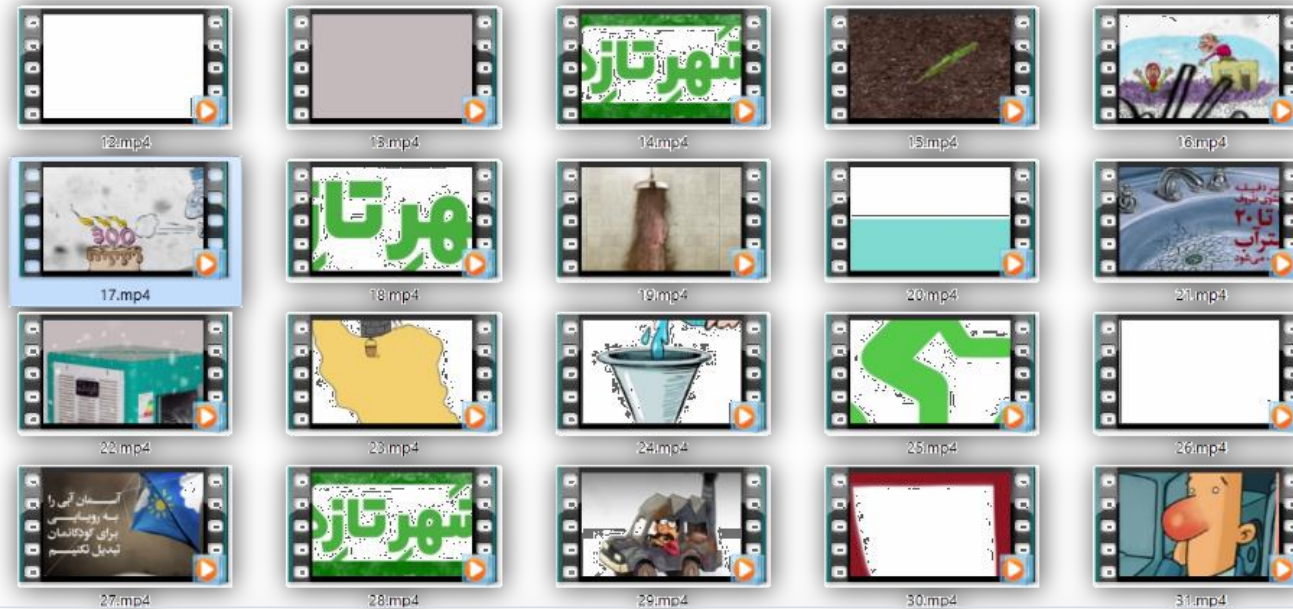 12.mp4
13.mp4
شهر تازه
14.mp4
15.mp4
16.mp4
300
17.mp4
هرِ تاز
18.mp4
19.mp4
20.mp4
تا ۲۰
می‌شود
21.mp4
22.mp4
23.mp4
24.mp4
25.mp4
26.mp4
آسمان آبی را
به رویایی
برای کودکانمان
تبدیل نکنیم
27.mp4
شهر تازه
28.mp4
29.mp4
30.mp4
31.mp4